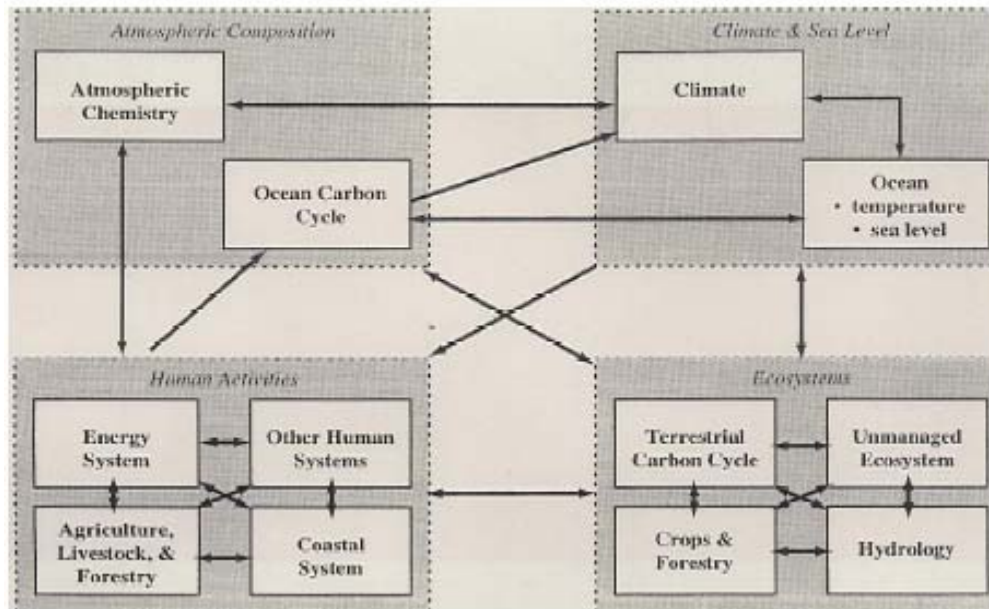 Atmospheric Composition
Atmospheric
Chemistry
Ocean Carbon
Cycle
Climate & Sea Level
Climate
Ocean
• temperature
• sea level
Human Activities
Energy
System
Other Human
Systems
Agriculture,
Livestock, &
Forestry
Coastal
System
Ecosystems
Terrestrial
Carbon Cycle
Unmanaged
Ecosystem
Crops &
Forestry
Hydrology